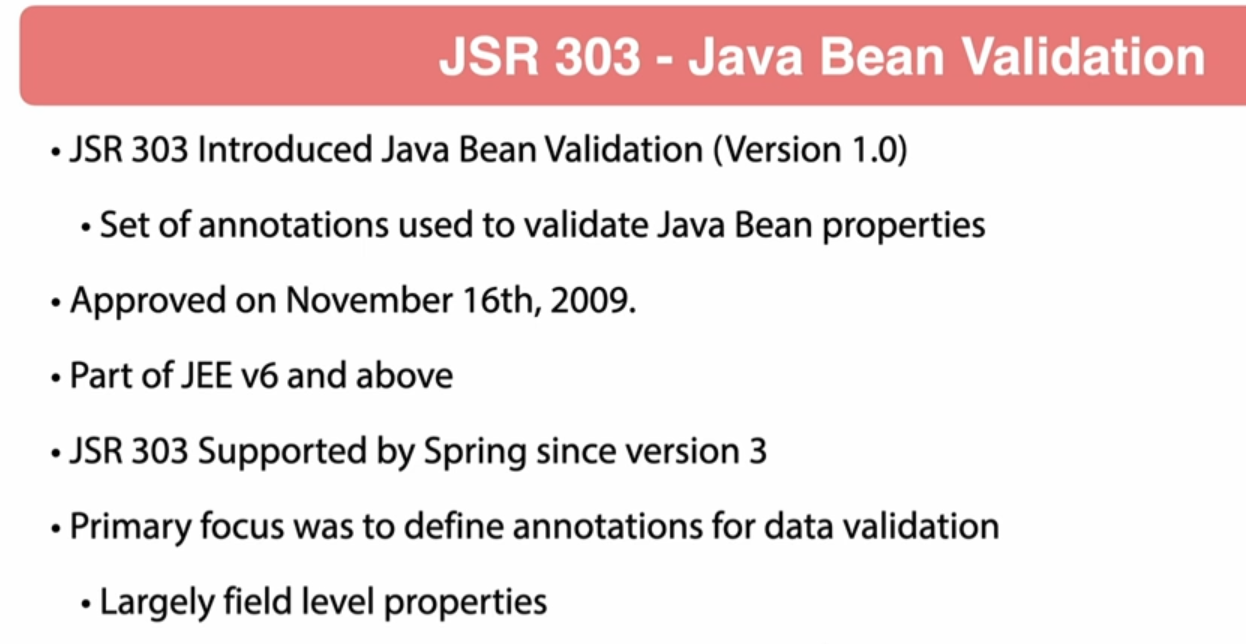 JSR 303 - Java Bean Validation
• JSR 303 Introduced Java Bean Validation (Version 1.0)
• Set of annotations used to validate Java Bean properties
• Approved on November 16th, 2009.
• Part of JEE v6 and above
• JSR 303 Supported by Spring since version 3
• Primary focus was to define annotations for data validation
• Largely field level properties